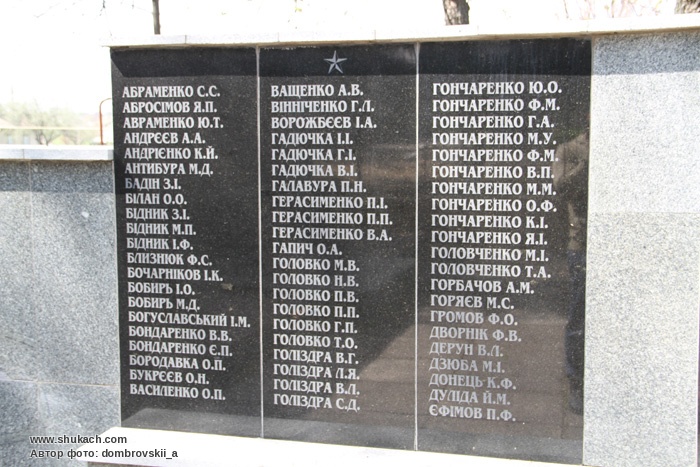 АБРАМЕНКО С.С.
АБРОСІМОВ Я.П.
АВРАМЕНКО Ю.Т.
АНДРЄЄВ А.А.
АНДРІЄНКО К.Й.
АНТИБУРА М.Д.
БАДІН З.І.
БІЛАН О.О.
БІДНИК З.І.
БІДНИК М.П.
БІДНИК І.Ф.
БЛИЗНЮК Ф.С.
БОЧАРНІКОВ І.К.
БОБИРЬ І.О.
БОБИРЬ М.Д.
БОГУСЛАВСЬКИЙ І.М.
БОНДАРЕНКО В.В.
БОНДАРЕНКО Є.П.
БОРОДАВКА О.П.
БУКРЄЄВ О.Н.
ВАСИЛЕНКО О.П.
ВАЩЕНКО А.В.
ВІННІЧЕНКО Г.Л.
ВОРОЖБЄЄВ І.А.
ГАДЮЧКА І.І.
ГАДЮЧКА Г.І.
ГАДЮЧКА В.І.
ГАЛАВУРА П.Н.
ГЕРАСИМЕНКО П.І.
ГЕРАСИМЕНКО П.П.
ГЕРАСИМЕНКО В.А.
ГАПИЧ О.А.
ГОЛОВКО М.В.
ГОЛОВКО Н.В.
ГОЛОВКО П.В.
ГОЛОВКО П.П.
ГОЛОВКО Г.П.
ГОЛОВКО Т.О.
ГОЛІЗДРА В.Г.
ГОЛІЗДРА Л.Я.
ГОЛІЗДРА В.Л.
ГОЛІЗДРА С.Д.
ГОНЧАРЕНКО Ю.О.
ГОНЧАРЕНКО Ф.М.
ГОНЧАРЕНКО Г.А.
ГОНЧАРЕНКО М.У.
ГОНЧАРЕНКО Ф.М.
ГОНЧАРЕНКО В.П.
ГОНЧАРЕНКО М.М.
ГОНЧАРЕНКО О.Ф.
ГОНЧАРЕНКО К.І.
ГОНЧАРЕНКО Я.І.
ГОЛОВЧЕНКО М.І.
ГОЛОВЧЕНКО Т.А.
ГОРБАЧОВ А.М.
ГОРЯЄВ М.С.
ГРОМОВ Ф.О.
ДВОРНІК Ф.В.
ДЕРУН В.Л.
ДЗЮБА М.І.
ДОНЕЦЬ К.Ф.
ДУЛІДА Й.М.
ЄФІМОВ П.Ф.
www.shukach.com
Автор фото: dombrovskii_a